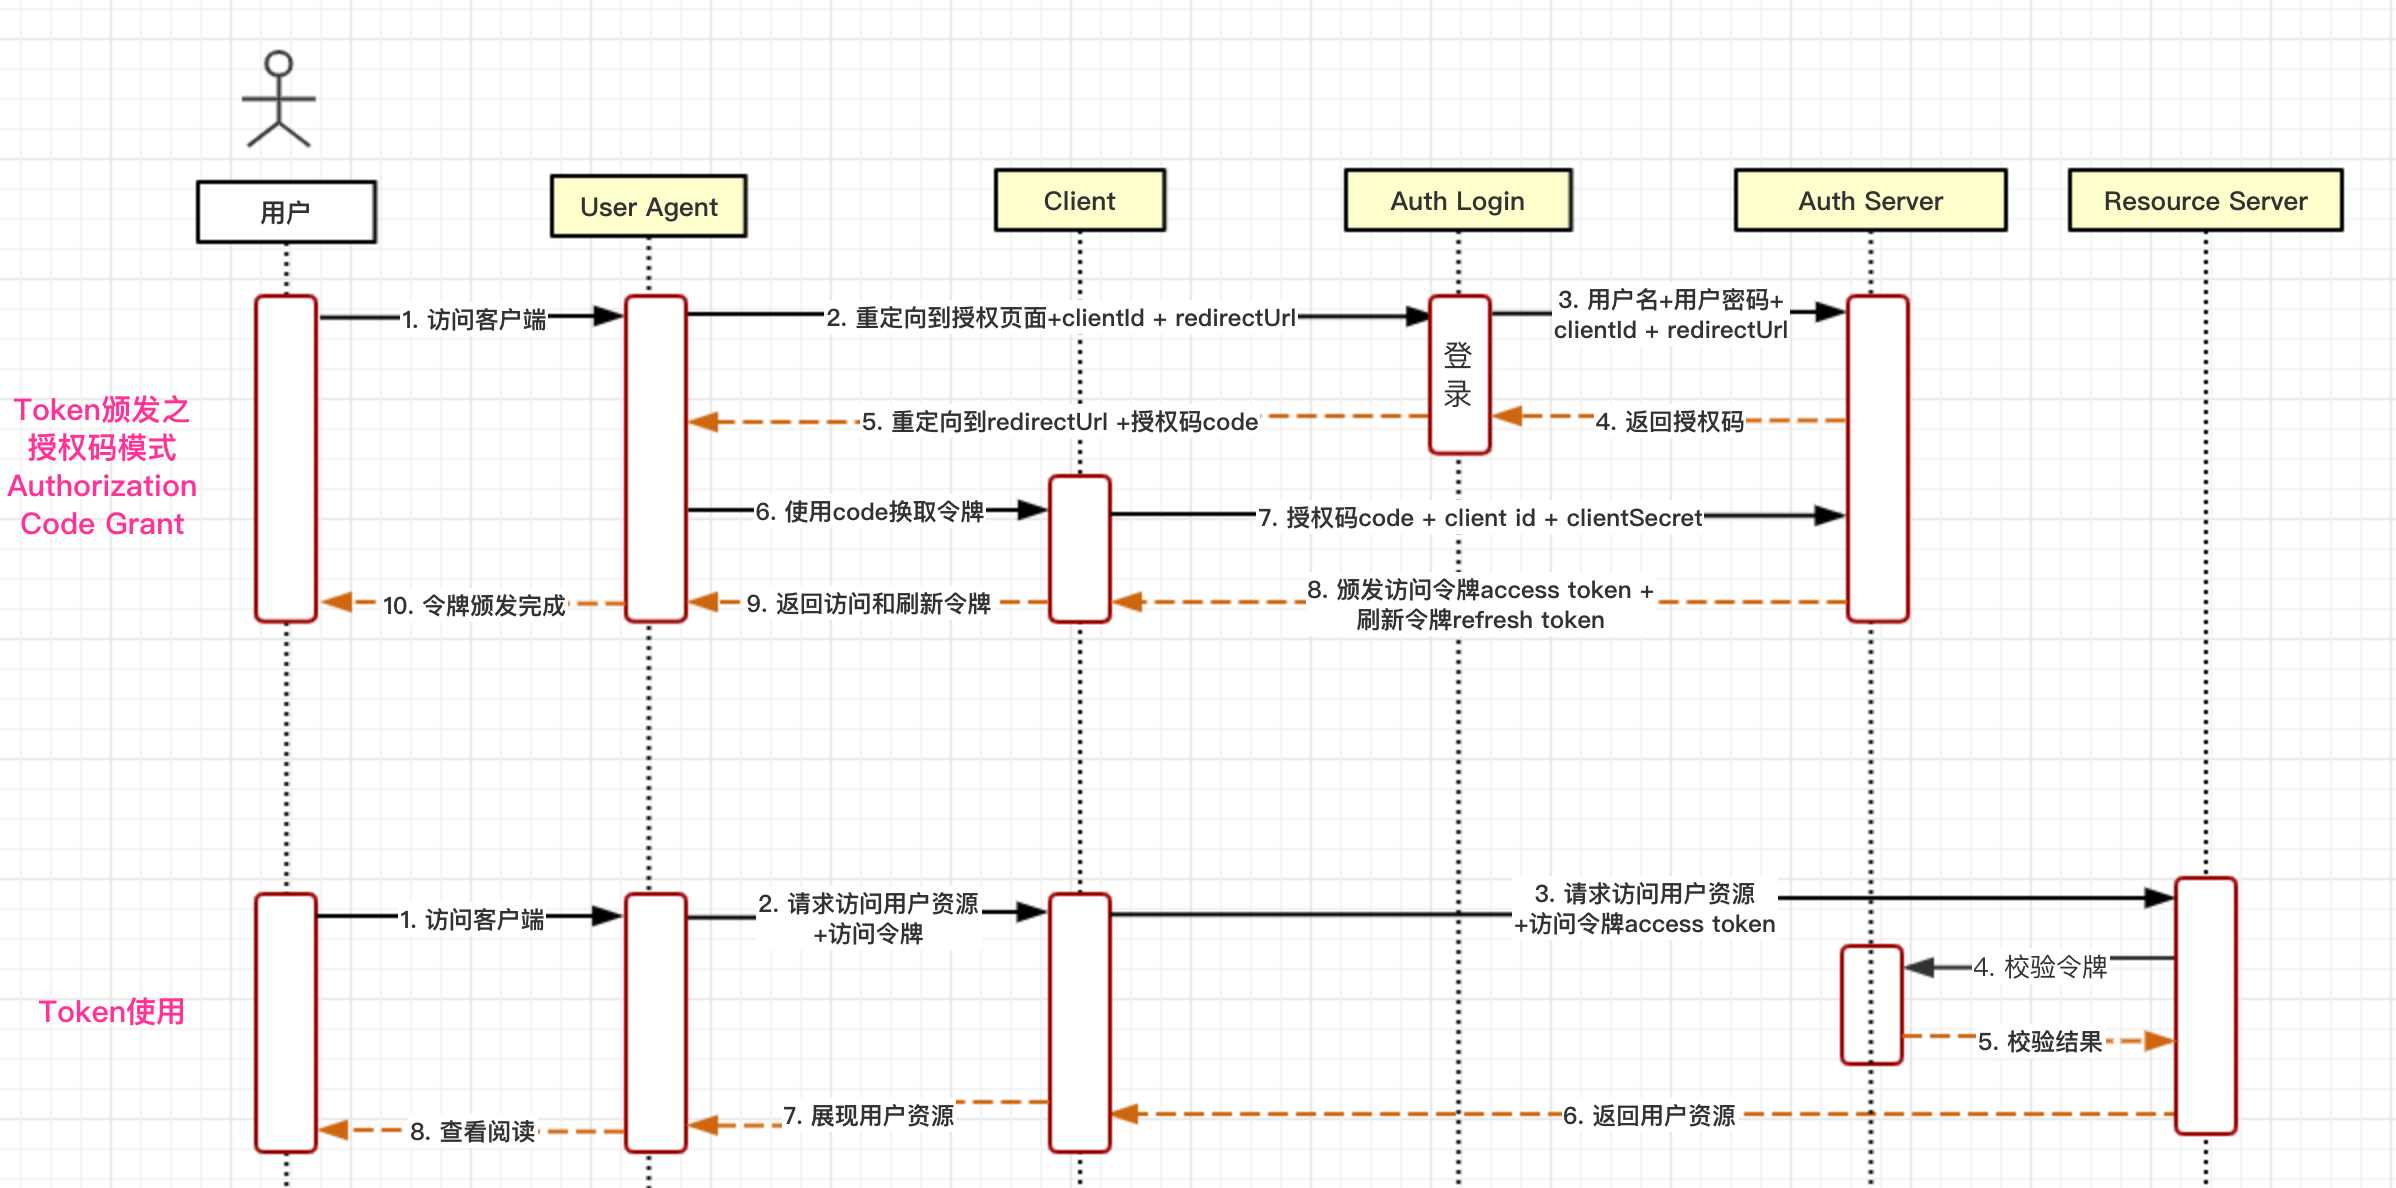 用户
User Agent
Client
Auth Login
Auth Server
Resource Server
1. 访问客户端
2. 重定向到授权页面+clientId + redirectUrl
3. 用户名+用户密码+
clientId + redirectUrl
登
录
Token颁发之
授权码模式
Authorization
Code Grant
5. 重定向到redirectUrl +授权码code
4. 返回授权码
6. 使用code换取令牌
7. 授权码code + client id + clientSecret
10. 令牌颁发完成
9. 返回访问和刷新令牌
8. 颁发访问令牌access token +
刷新令牌refresh token
1. 访问客户端
2. 请求访问用户资源
+访问令牌
3. 请求访问用户资源
+访问令牌access token
4. 校验令牌
Token使用
5. 校验结果
8. 查看阅读
7. 展现用户资源
6. 返回用户资源